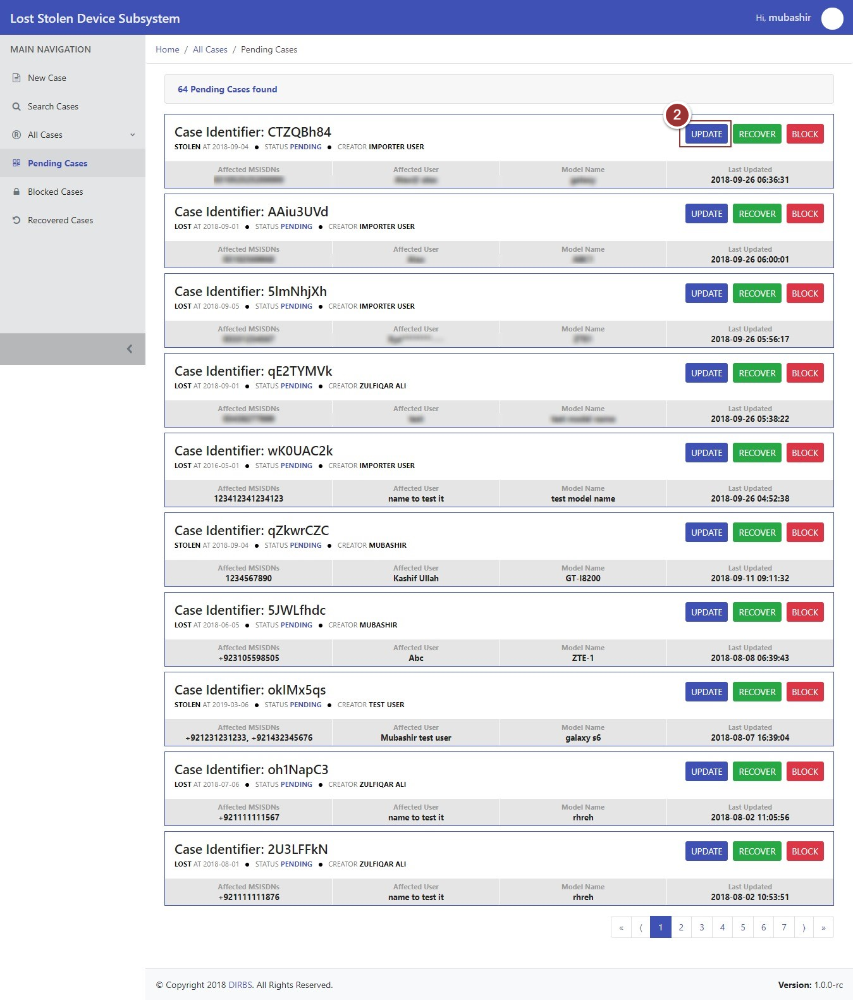 Lost Stolen Device Subsystem
Hi, mubashir
MAIN NAVIGATION
New Case
Search Cases
All Cases
Pending Cases
Blocked Cases
Recovered Cases
Home / All Cases / Pending Cases
64 Pending Cases found
2
Case Identifier: CTZQBh84
UPDATE RECOVER BLOCK
STOLEN AT 2018-09-04 ● STATUS PENDING ● CREATOR IMPORTER USER
Affected MSISDNs Affected User Model Name Last Updated
2018-09-26 06:36:31
Case Identifier: AAiu3UVd
UPDATE RECOVER BLOCK
LOST AT 2018-09-01 ● STATUS PENDING ● CREATOR IMPORTER USER
Affected MSISDNs Affected User Model Name Last Updated
2018-09-26 06:00:01
Case Identifier: 5lmNhjXh
UPDATE RECOVER BLOCK
LOST AT 2018-09-05 ● STATUS PENDING ● CREATOR IMPORTER USER
Affected MSISDNs Affected User Model Name Last Updated
2018-09-26 05:56:17
Case Identifier: qE2TYMVk
UPDATE RECOVER BLOCK
LOST AT 2018-09-01 ● STATUS PENDING ● CREATOR ZULFIQAR ALI
Affected MSISDNs Affected User Model Name Last Updated
test test model name 2018-09-26 05:38:22
Case Identifier: wK0UAC2k
UPDATE RECOVER BLOCK
LOST AT 2016-05-01 ● STATUS PENDING ● CREATOR IMPORTER USER
Affected MSISDNs Affected User Model Name Last Updated
123412341234123 name to test it test model name 2018-09-26 04:52:38
Case Identifier: qZkwrCZC
UPDATE RECOVER BLOCK
STOLEN AT 2018-09-04 ● STATUS PENDING ● CREATOR MUBASHIR
Affected MSISDNs Affected User Model Name Last Updated
1234567890 Kashif Ullah GT-I8200 2018-09-11 09:11:32
Case Identifier: 5JWLfhdc
UPDATE RECOVER BLOCK
LOST AT 2018-06-05 ● STATUS PENDING ● CREATOR MUBASHIR
Affected MSISDNs Affected User Model Name Last Updated
+923105598505 Abc ZTE-1 2018-08-08 06:39:43
Case Identifier: okIMx5qs
UPDATE RECOVER BLOCK
STOLEN AT 2019-03-06 ● STATUS PENDING ● CREATOR TEST USER
Affected MSISDNs Affected User Model Name Last Updated
+921231231233, +921432345676 Mubashir test user galaxy s6 2018-08-07 16:39:04
Case Identifier: oh1NapC3
UPDATE RECOVER BLOCK
LOST AT 2018-07-06 ● STATUS PENDING ● CREATOR ZULFIQAR ALI
Affected MSISDNs Affected User Model Name Last Updated
+921111111567 name to test it rhreh 2018-08-02 11:05:56
Case Identifier: 2U3LFFkN
UPDATE RECOVER BLOCK
LOST AT 2018-08-01 ● STATUS PENDING ● CREATOR ZULFIQAR ALI
Affected MSISDNs Affected User Model Name Last Updated
+921111111876 name to test it rhreh 2018-08-02 10:53:51
« ⟨ 1 2 3 4 5 6 7 ⟩ »
© Copyright 2018 DIRBS. All Rights Reserved.
Version: 1.0.0-rc